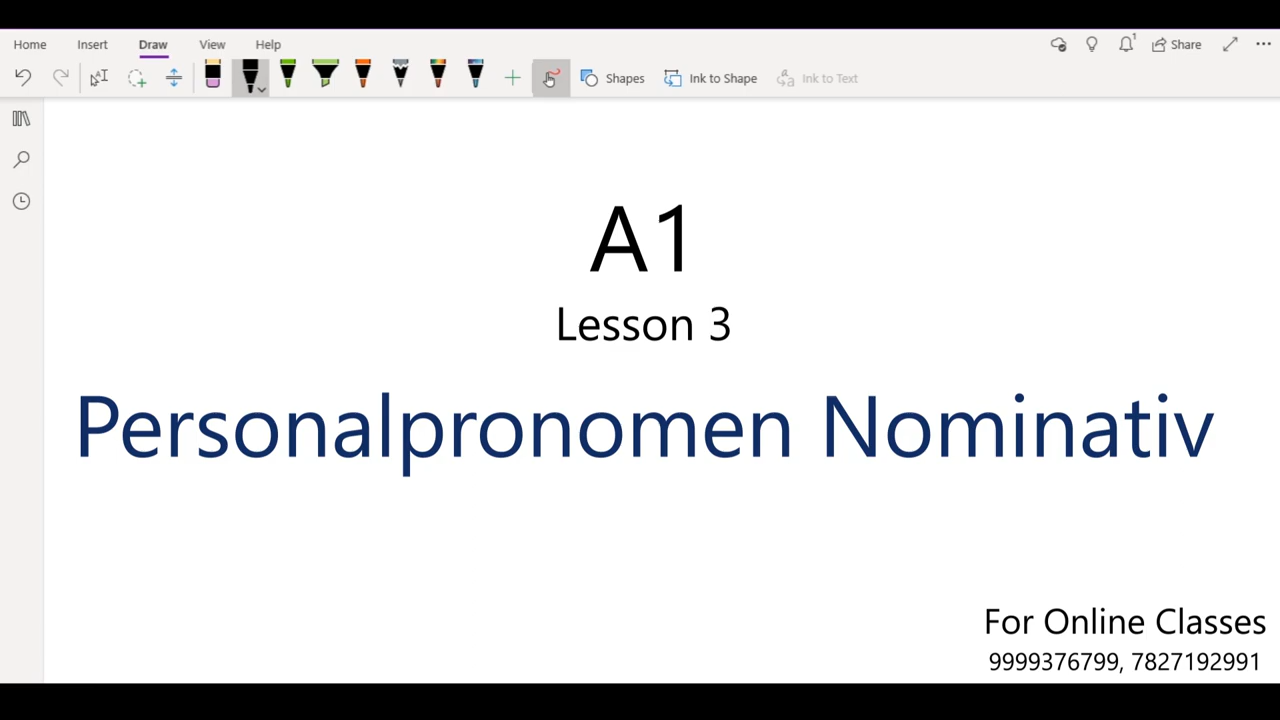 Home Insert Draw View Help Share
Shapes Ink to Shape Ink to Text
A1
Lesson 3
Personalpronomen Nominativ
For Online Classes
9999376799, 7827192991